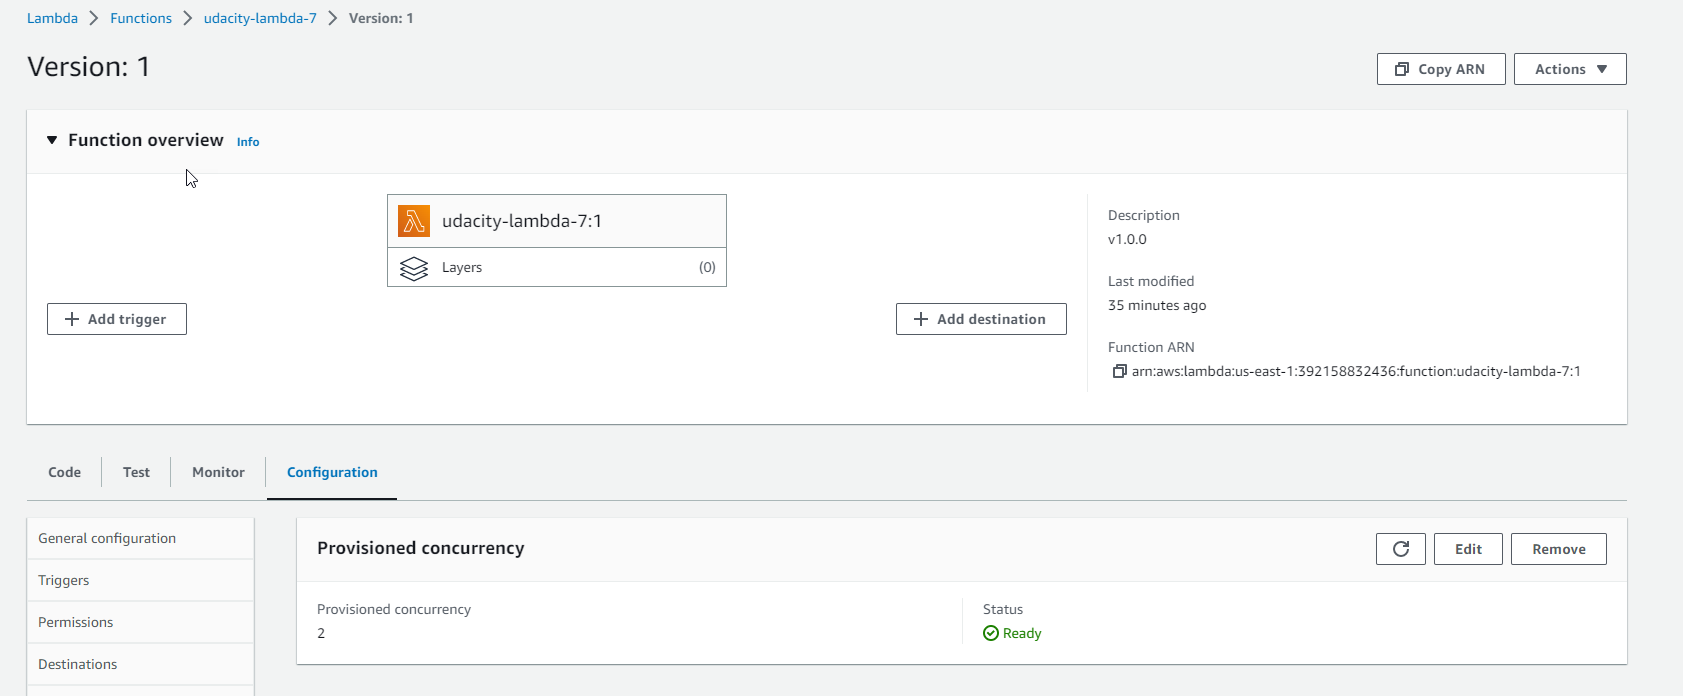 Lambda > Functions > udacity-lambda-7 > Version: 1
Version: 1
Copy ARN
Actions
Function overview Info
udacity-lambda-7:1
Layers (0)
Add trigger
Add destination
Description
v1.0.0
Last modified
35 minutes ago
Function ARN
arn:aws:lambda:us-east-1:392158832436:function:udacity-lambda-7:1
Code Test Monitor Configuration
General configuration
Triggers
Permissions
Destinations
Provisioned concurrency
Edit
Remove
Provisioned concurrency
2
Status
Ready